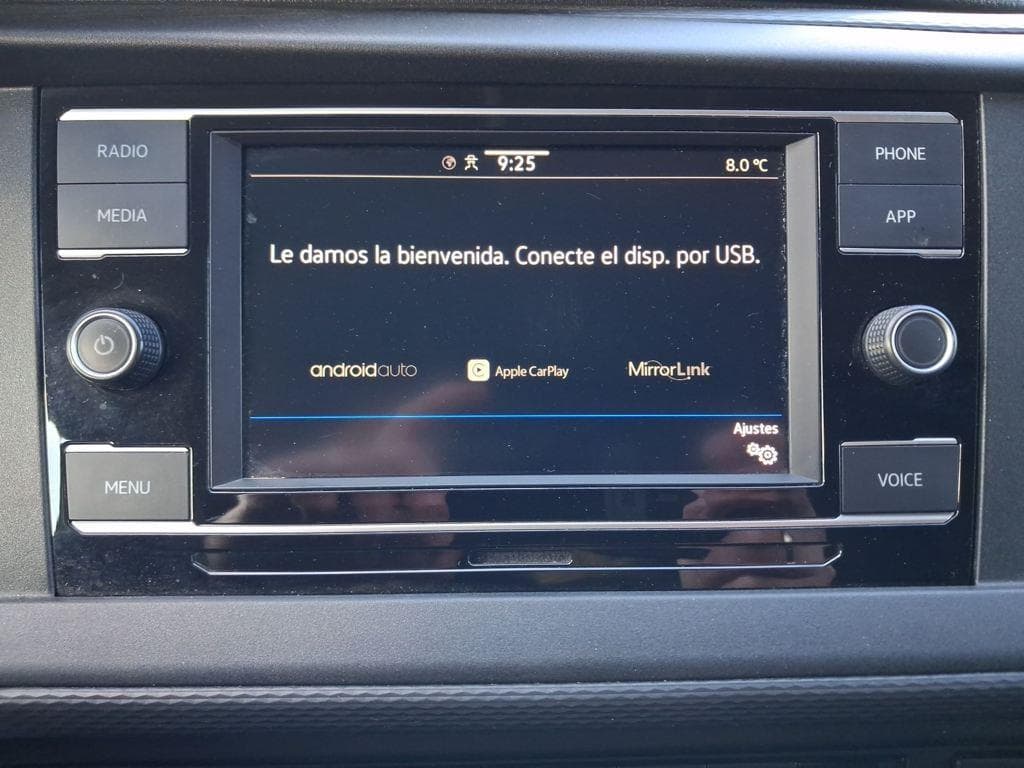 RADIO
MEDIA
MENU
9:25
8.0 °C
Le damos la bienvenida. Conecte el disp. por USB.
androidauto
Apple CarPlay
MirrorLink
Ajustes
PHONE
APP
VOICE